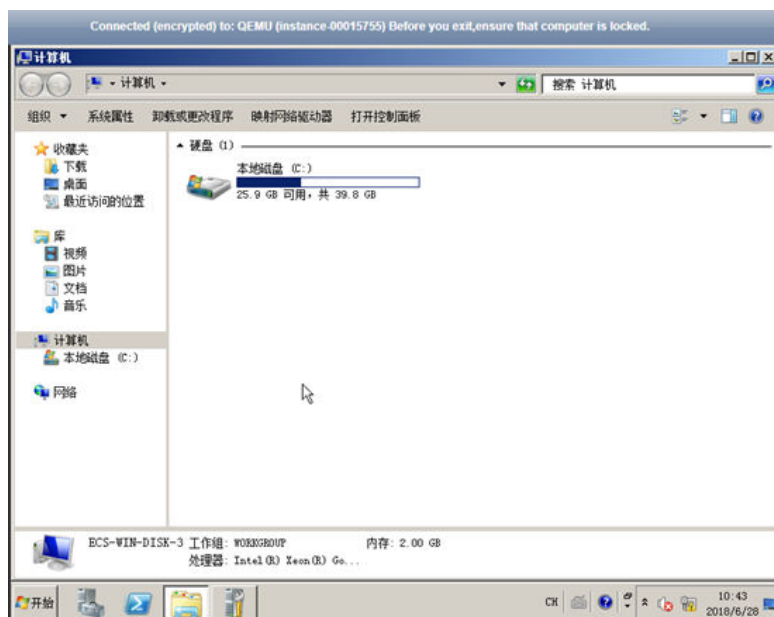 Connected (encrypted) to: QEMU (instance-00015755) Before you exit,ensure that computer is locked.
计算机
计算机
搜索 计算机
组织 系统属性 卸载或更改程序 映射网络驱动器 打开控制面板
收藏夹
下载
桌面
最近访问的位置
库
视频
图片
文档
音乐
计算机
本地磁盘 (C:)
网络
硬盘 (1)
本地磁盘 (C:)
25.9 GB 可用，共 39.8 GB
ECS-WIN-DISK-3 工作组: WORKGROUP 内存: 2.00 GB
处理器: Intel(R) Xeon(R) Go...
开始
CH
10:43
2018/6/28